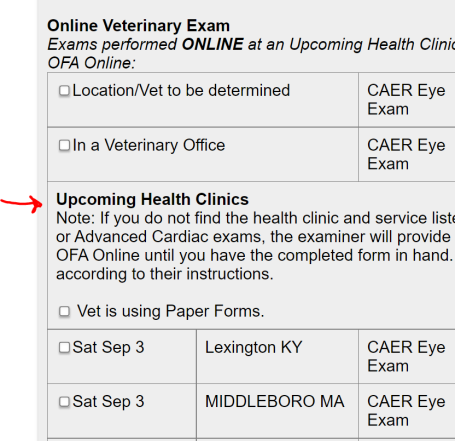 Online Veterinary Exam
Exams performed ONLINE at an Upcoming Health Clinic
OFA Online:
Location/Vet to be determined
CAER Eye
Exam
In a Veterinary Office
CAER Eye
Exam
Upcoming Health Clinics
Note: If you do not find the health clinic and service liste
or Advanced Cardiac exams, the examiner will provide
OFA Online until you have the completed form in hand.
according to their instructions.
Vet is using Paper Forms.
Sat Sep 3
Lexington KY
CAER Eye
Exam
Sat Sep 3
MIDDLEBORO MA
CAER Eye
Exam